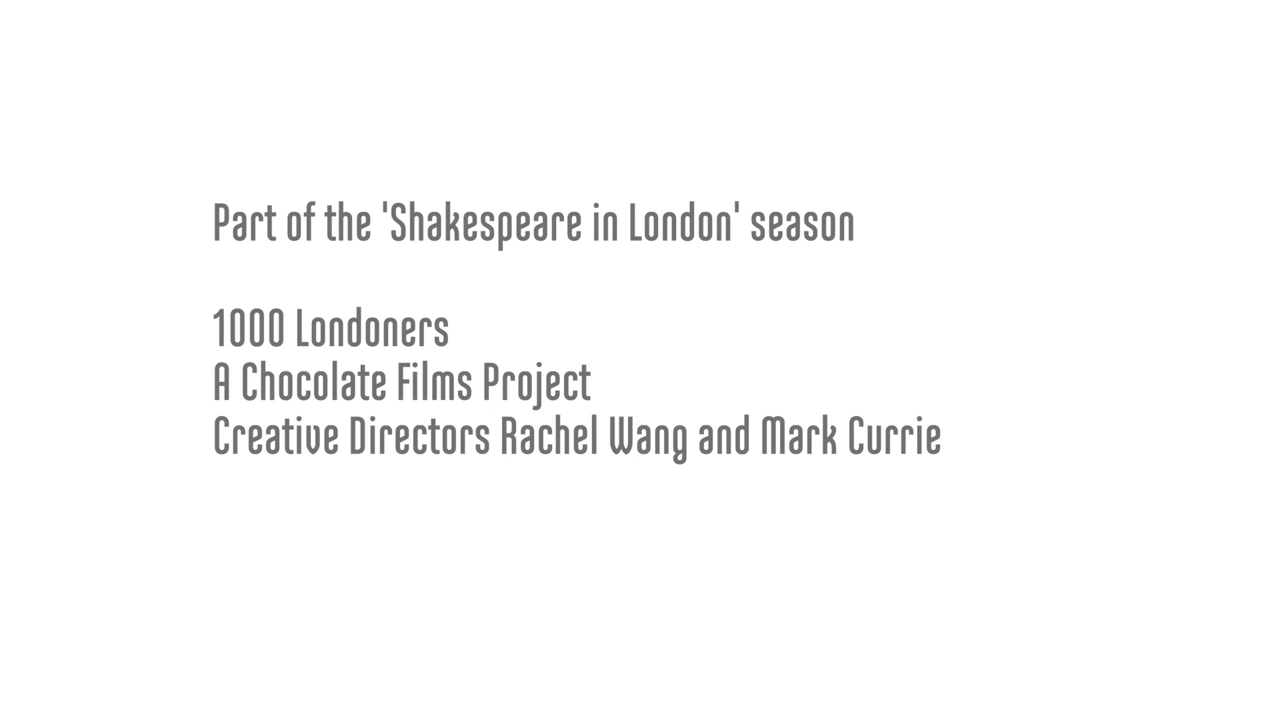 Part of the 'Shakespeare in London' season
1000 Londoners
A Chocolate Films Project
Creative Directors Rachel Wang and Mark Currie